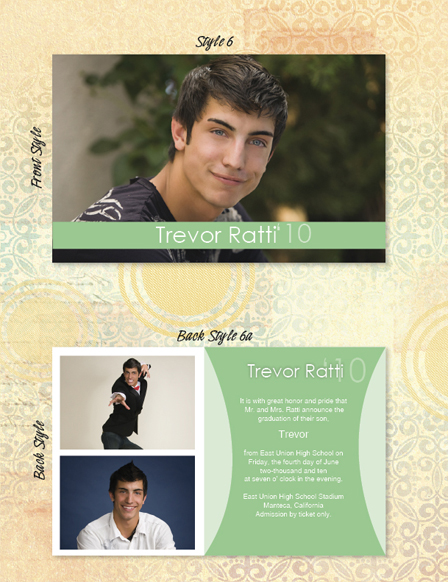 Style 6
Front Style
Trevor Ratti '10
Back Style 6a
Back Style
Trevor Ratti '10
It is with great honor and pride that
Mr. and Mrs. Ratti announce the
graduation of their son,
Trevor
from East Union High School on
Friday, the fourth day of June
two-thousand and ten
at seven o' clock in the evening.
East Union High School Stadium
Manteca, California
Admission by ticket only.